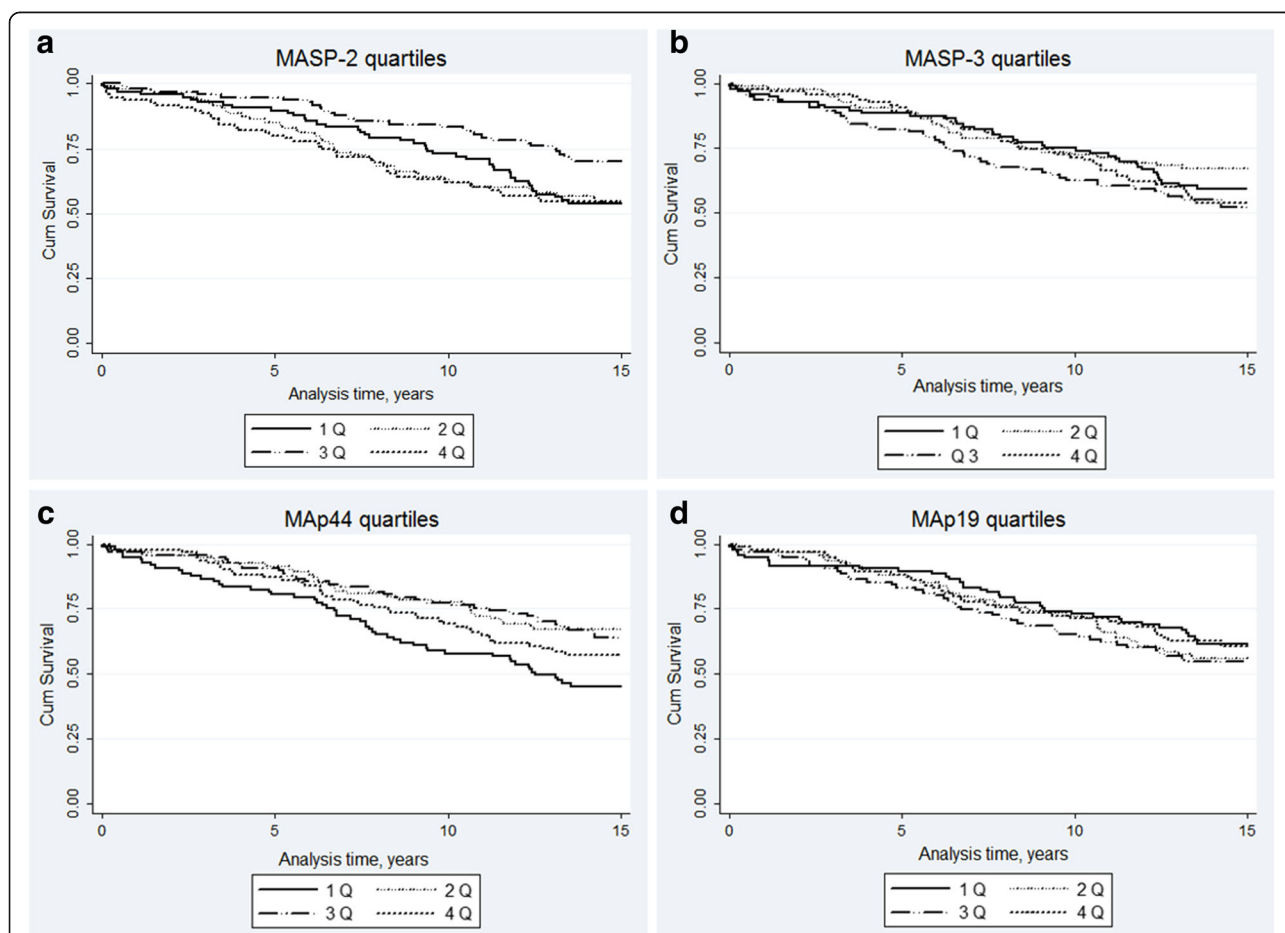 a
MASP-2 quartiles
Cum Survival
1.00
0.75
0.50
0.25
0.00
0 5 10 15
Analysis time, years
1 Q 2 Q
3 Q 4 Q
b
MASP-3 quartiles
Cum Survival
1.00
0.75
0.50
0.25
0.00
0 5 10 15
Analysis time, years
1 Q 2 Q
Q 3 4 Q
c
MAp44 quartiles
Cum Survival
1.00
0.75
0.50
0.25
0.00
0 5 10 15
Analysis time, years
1 Q 2 Q
3 Q 4 Q
d
MAp19 quartiles
Cum Survival
1.00
0.75
0.50
0.25
0.00
0 5 10 15
Analysis time, years
1 Q 2 Q
3 Q 4 Q